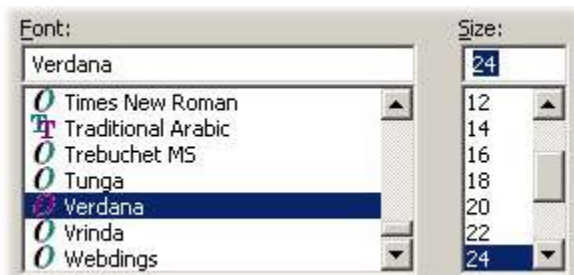 Font:
Size:
Verdana
24
Times New Roman
Traditional Arabic
Trebuchet MS
Tunga
Verdana
Vrinda
Webdings
12
14
16
18
20
22
24